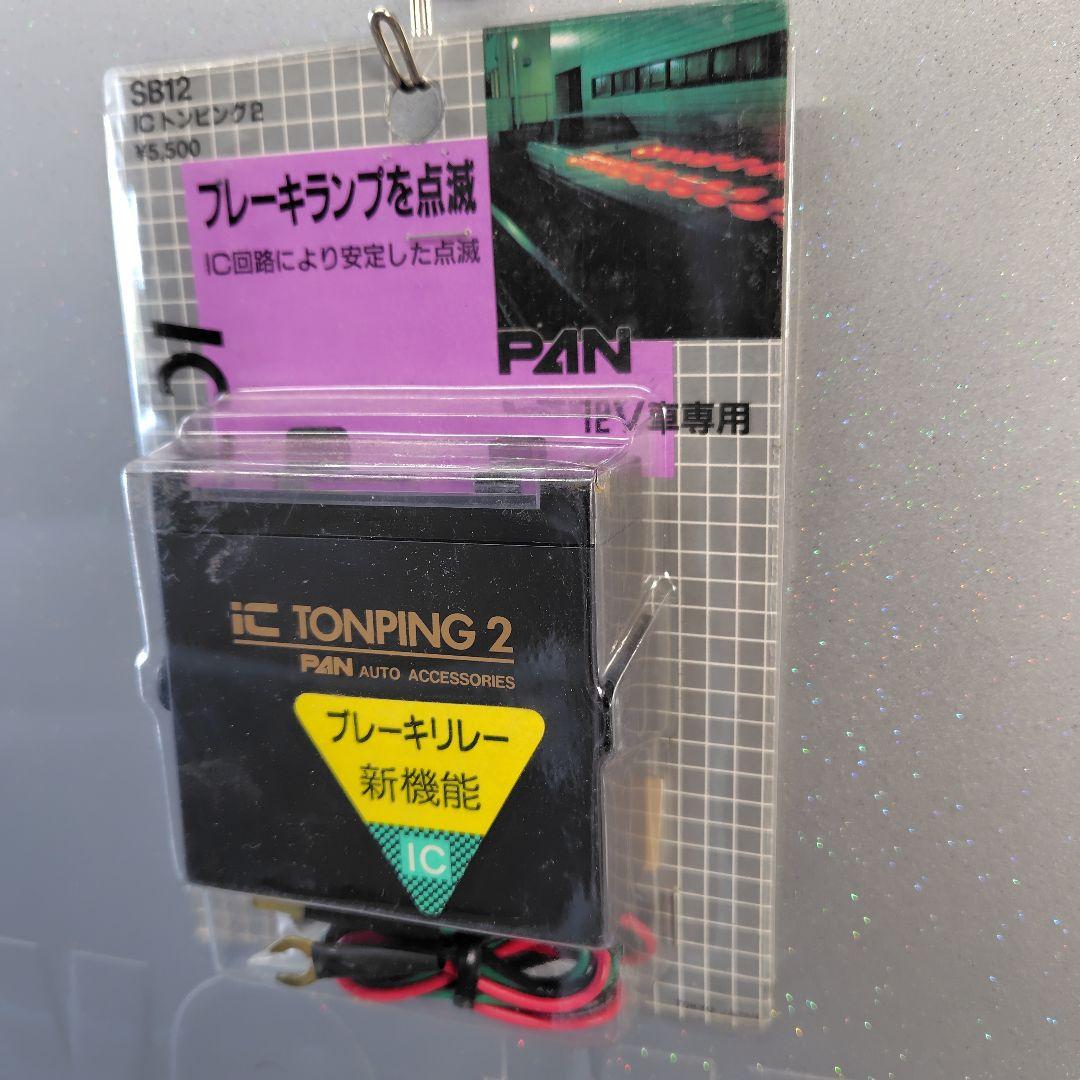 SB12
ICトンピング2
¥5,500
ブレーキランプを点滅
IC回路により安定した点滅
IC
PAN
12V車専用
iC TONPING 2
PAN AUTO ACCESSORIES
ブレーキリレー
新機能
IC